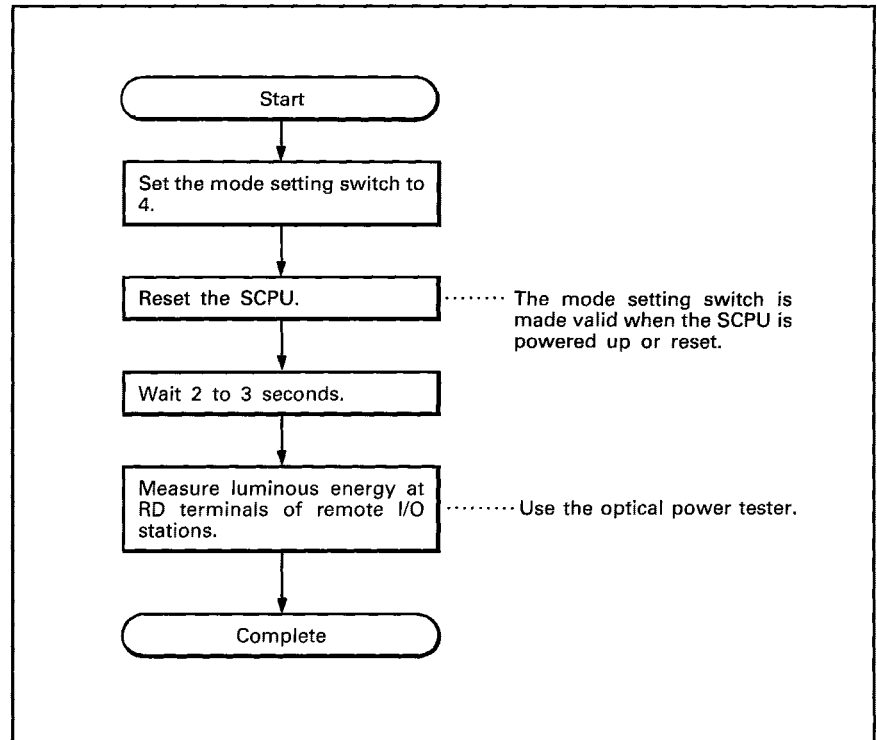 Start
Set the mode setting switch to
4.
Reset the SCPU.
The mode setting switch is
made valid when the SCPU is
powered up or reset.
Wait 2 to 3 seconds.
Measure luminous energy at
RD terminals of remote I/O
stations.
Use the optical power tester.
Complete